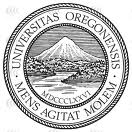 UNIVERSITAS OREGONENSIS
MENS AGITAT MOLEM
MDCCCLXXVI